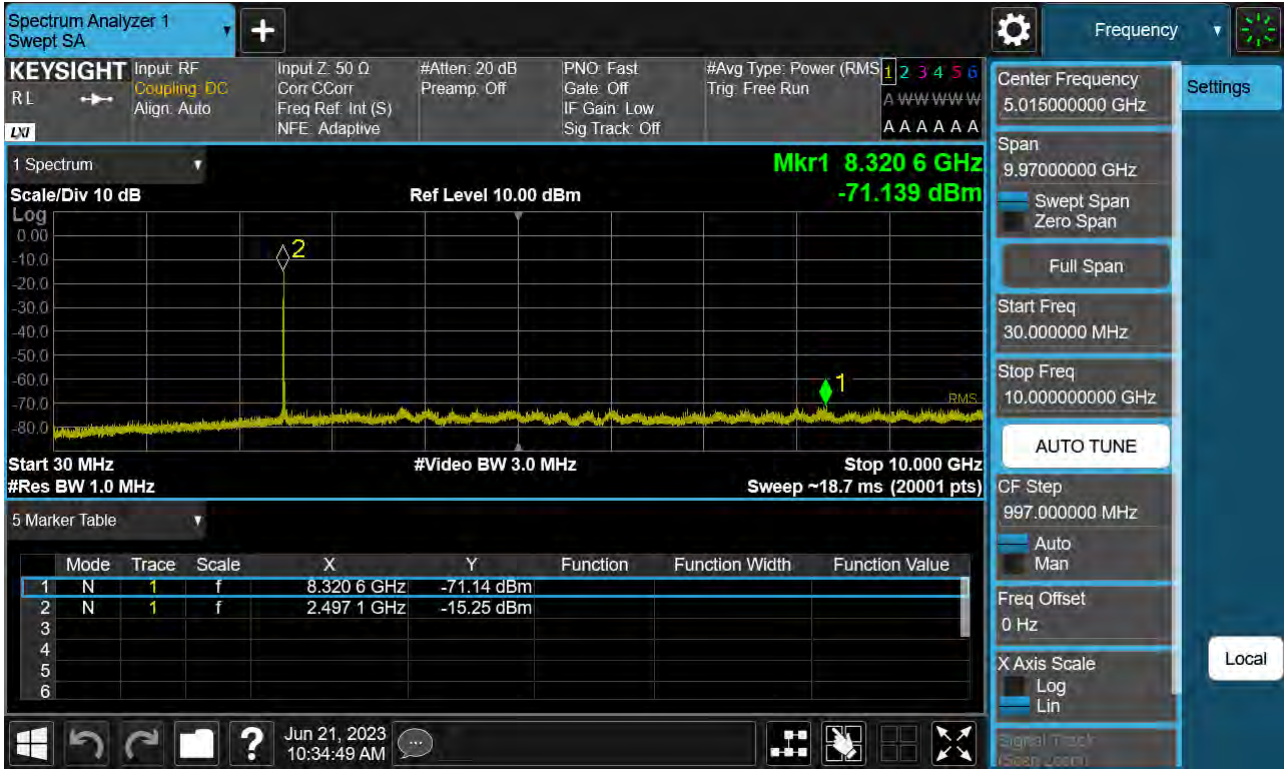 Spectrum Analyzer 1
Swept SA
+
Frequency
KEYSIGHT
RL
LXI
Input: RF
Coupling: DC
Align: Auto
Input Z: 50 Ω
Corr CCorr
Freq Ref: Int (S)
NFE: Adaptive
#Atten: 20 dB
Preamp: Off
PNO: Fast
Gate: Off
IF Gain: Low
Sig Track: Off
#Avg Type: Power (RMS
Trig: Free Run
1 2 3 4 5 6
A W W W W W
A A A A A A
1 Spectrum
Mkr1 8.320 6 GHz
-71.139 dBm
Scale/Div 10 dB
Ref Level 10.00 dBm
Log
0.00
-10.0
-20.0
-30.0
-40.0
-50.0
-60.0
-70.0
-80.0
2
1
RMS
Start 30 MHz
#Video BW 3.0 MHz
Stop 10.000 GHz
#Res BW 1.0 MHz
Sweep ~18.7 ms (20001 pts)
5 Marker Table
Mode Trace Scale X Y Function Function Width Function Value
1 N 1 f 8.320 6 GHz -71.14 dBm
2 N 1 f 2.497 1 GHz -15.25 dBm
3
4
5
6
Jun 21, 2023
10:34:49 AM
?
Center Frequency
5.015000000 GHz
Settings
Span
9.97000000 GHz
Swept Span
Zero Span
Full Span
Start Freq
30.000000 MHz
Stop Freq
10.000000000 GHz
AUTO TUNE
CF Step
997.000000 MHz
Auto
Man
Freq Offset
0 Hz
X Axis Scale
Log
Lin
Signal Track
(Span Zoom)
Local